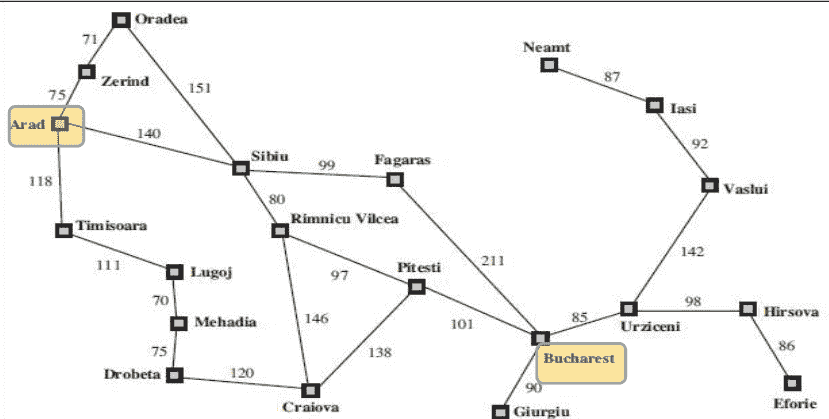 Oradea
Neamt
71
87
Zerind
151
75
Iasi
Arad
140
92
Sibiu
99
Fagaras
118
80
Vaslui
Timisoara
Rimnicu Vilcea
111
142
211
Lugoj
97
Pitesti
70
98
Hirsova
Mehadia
146
101
85
Urziceni
138
86
75
Bucharest
120
Drobeta
90
Eforie
Craiova
Giurgiu